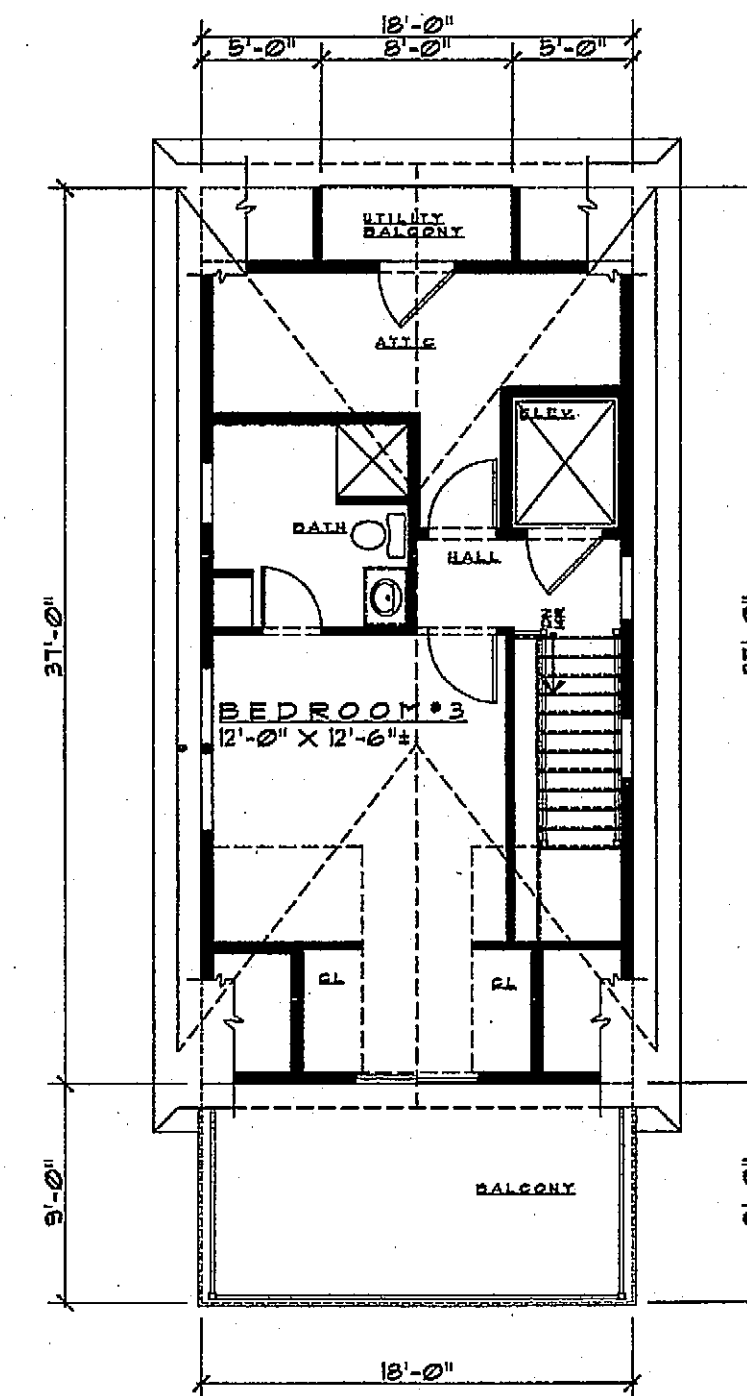 18'-0"
5'-0" 8'-0" 5'-0"
UTILITY
BALCONY
ATTIC
ELEV.
BATH
HALL
DN
37'-0"
BEDROOM #3
12'-0" X 12'-6"±
CL CL
9'-0"
BALCONY
18'-0"